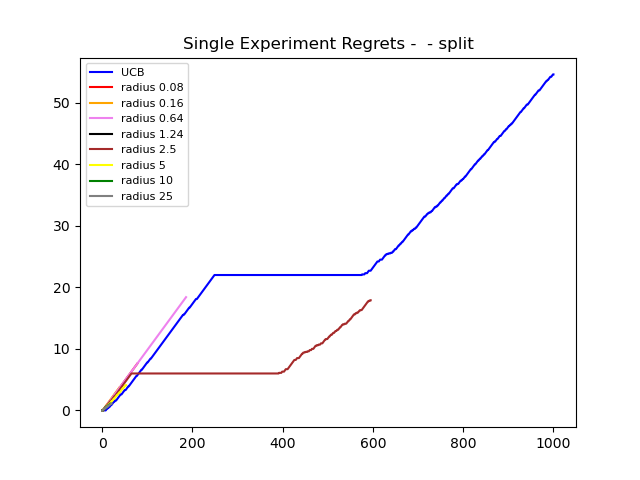 Single Experiment Regrets -  - split
UCB
radius 0.08
radius 0.16
radius 0.64
radius 1.24
radius 2.5
radius 5
radius 10
radius 25
50
40
30
20
10
0
0 200 400 600 800 1000